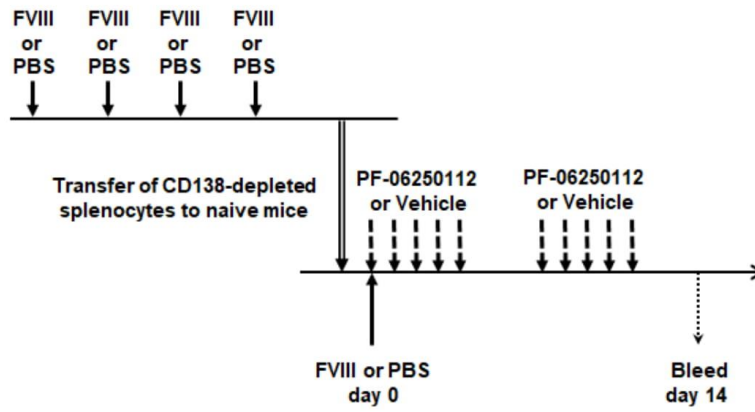 FVIII FVIII FVIII FVIII
or or or or
PBS PBS PBS PBS
Transfer of CD138-depleted
splenocytes to naive mice
PF-06250112
or Vehicle
PF-06250112
or Vehicle
FVIII or PBS
day 0
Bleed
day 14